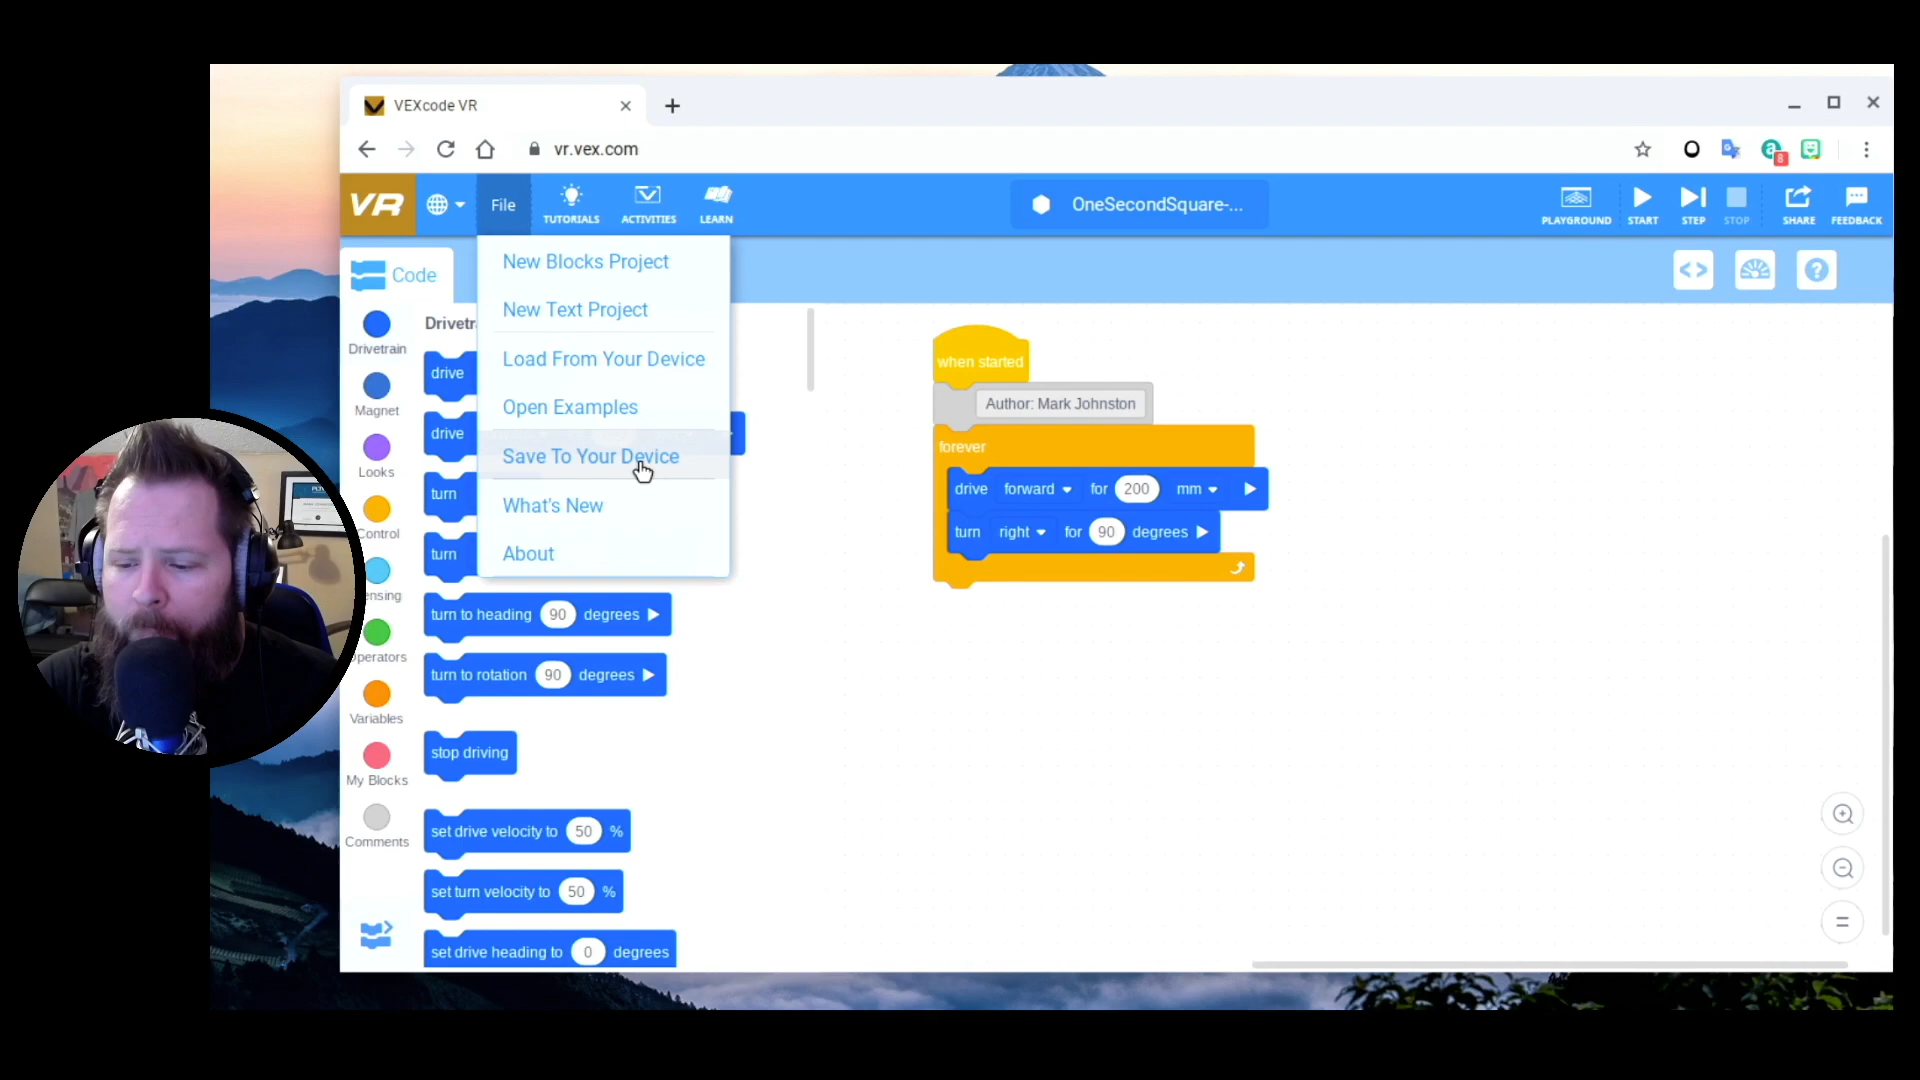 VEXcode VR
vr.vex.com
8
VR
File
TUTORIALS
ACTIVITIES
LEARN
OneSecondSquare-...
PLAYGROUND
START
STEP
STOP
SHARE
FEEDBACK
Code
New Blocks Project
New Text Project
Load From Your Device
Open Examples
Save To Your Device
What's New
About
Drivetrain
Magnet
Looks
Control
Sensing
Operators
Variables
My Blocks
Comments
Drivetr
drive
drive
turn
turn
turn to heading 90 degrees
turn to rotation 90 degrees
stop driving
set drive velocity to 50 %
set turn velocity to 50 %
set drive heading to 0 degrees
when started
Author: Mark Johnston
forever
drive forward for 200 mm
turn right for 90 degrees